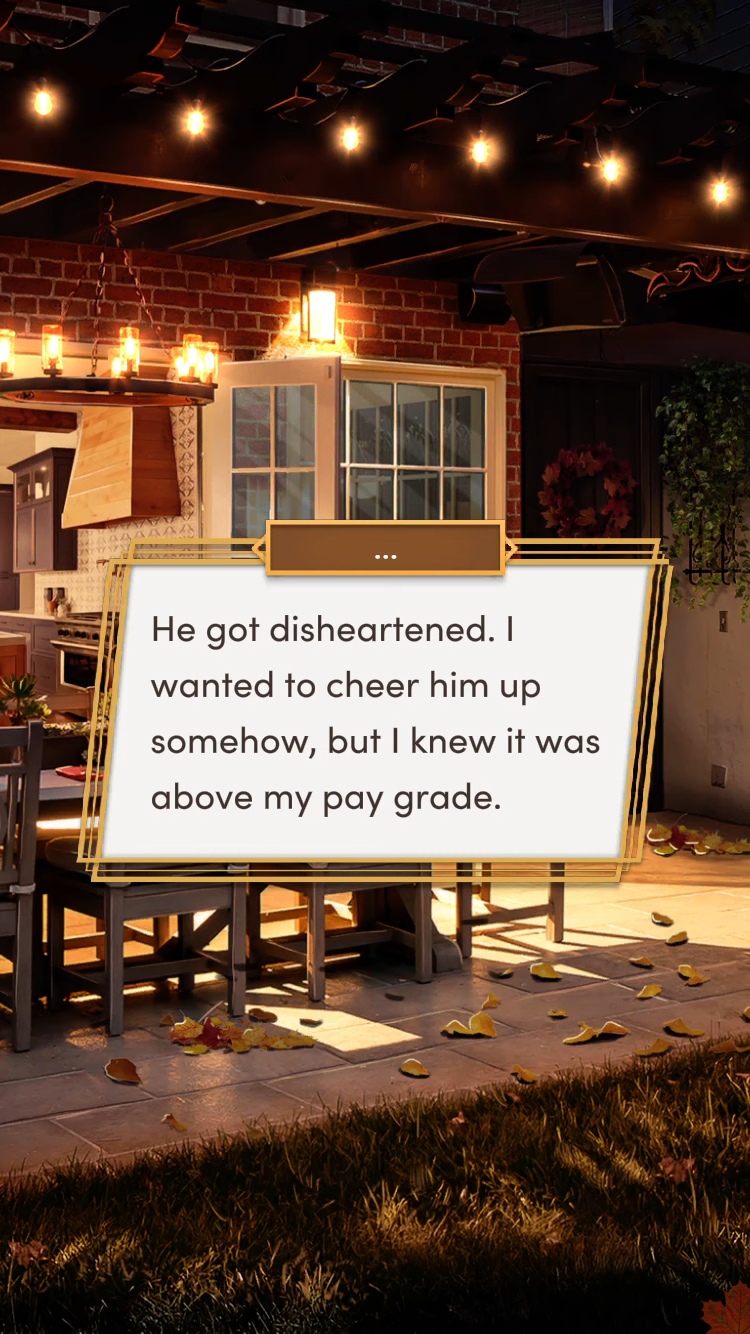 ...
He got disheartened. I
wanted to cheer him up
somehow, but I knew it was
above my pay grade.